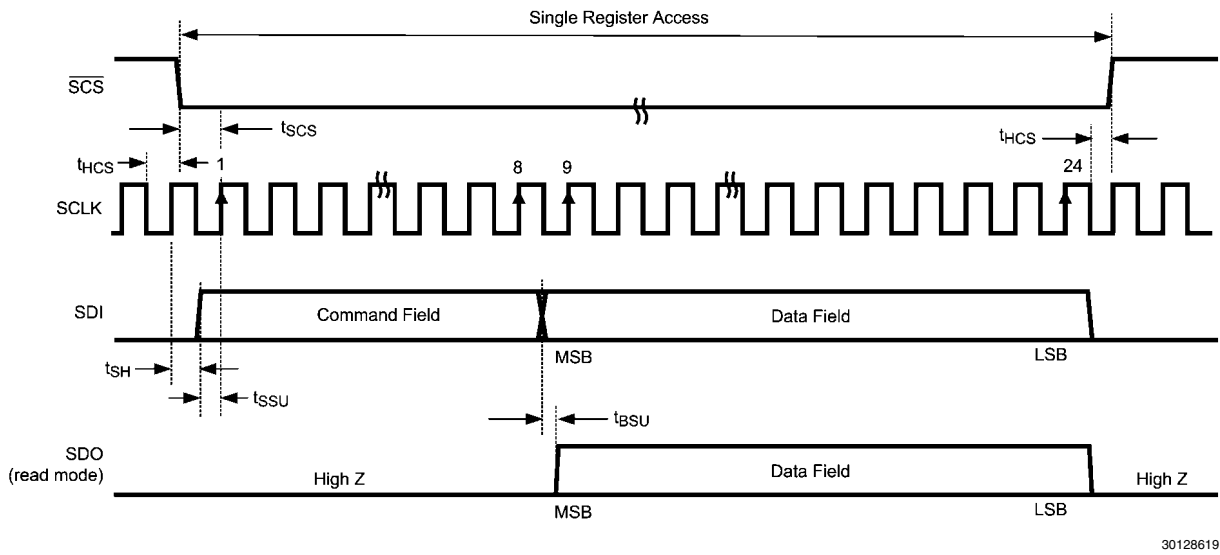 Single Register Access
SCS
tSCS
tHCS
tHCS
1
8
9
24
SCLK
SDI
Command Field
Data Field
MSB
LSB
tSH
tSSU
tBSU
SDO
(read mode)
High Z
Data Field
High Z
MSB
LSB
30128619